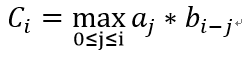 C_i = \max_{0≤j≤i} a_j * b_{i-j}